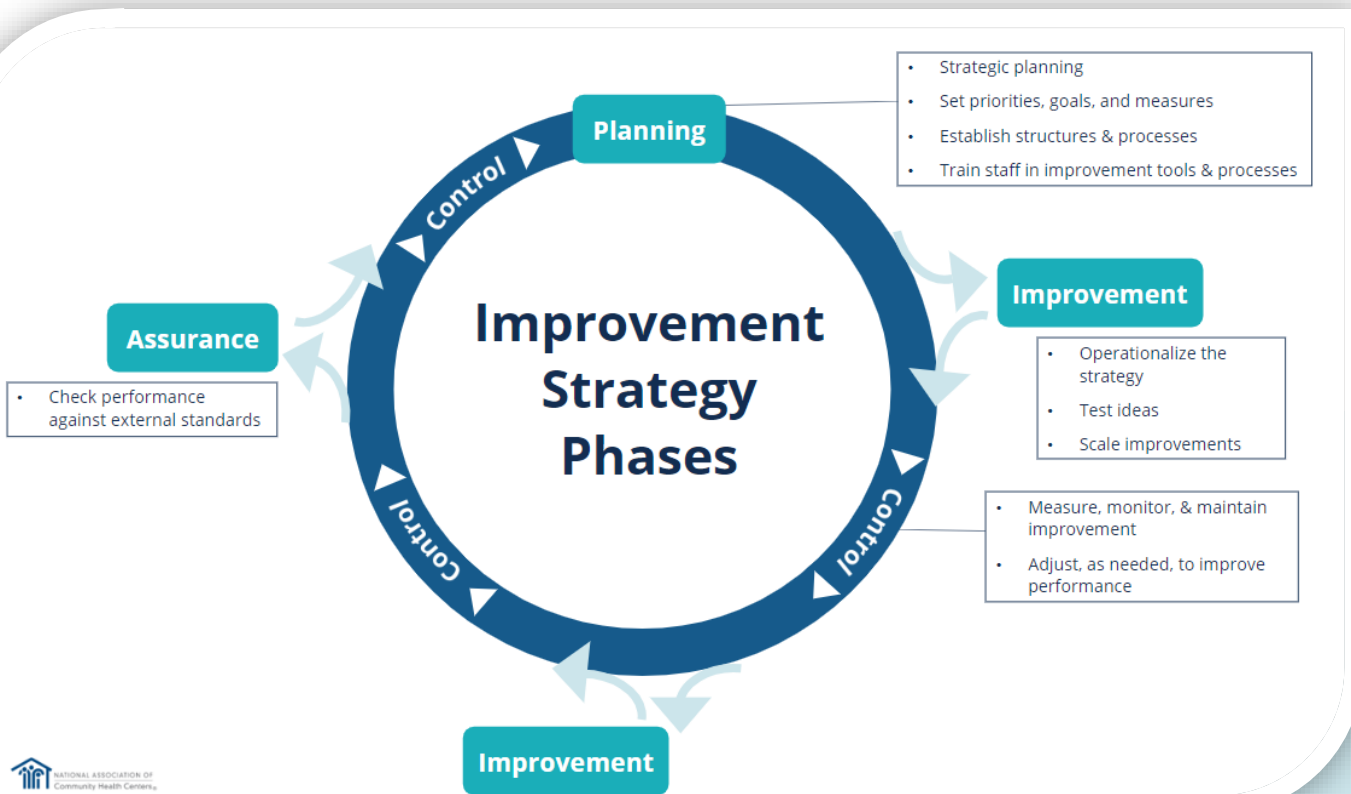 • Strategic planning
• Set priorities, goals, and measures
• Establish structures & processes
• Train staff in improvement tools & processes
Planning
Control
Improvement
• Operationalize the
strategy
• Test ideas
• Scale improvements
Assurance
• Check performance
against external standards
Improvement
Strategy
Phases
Control
• Measure, monitor, & maintain
improvement
• Adjust, as needed, to improve
performance
Control
Improvement
NATIONAL ASSOCIATION OF
Community Health Centers®